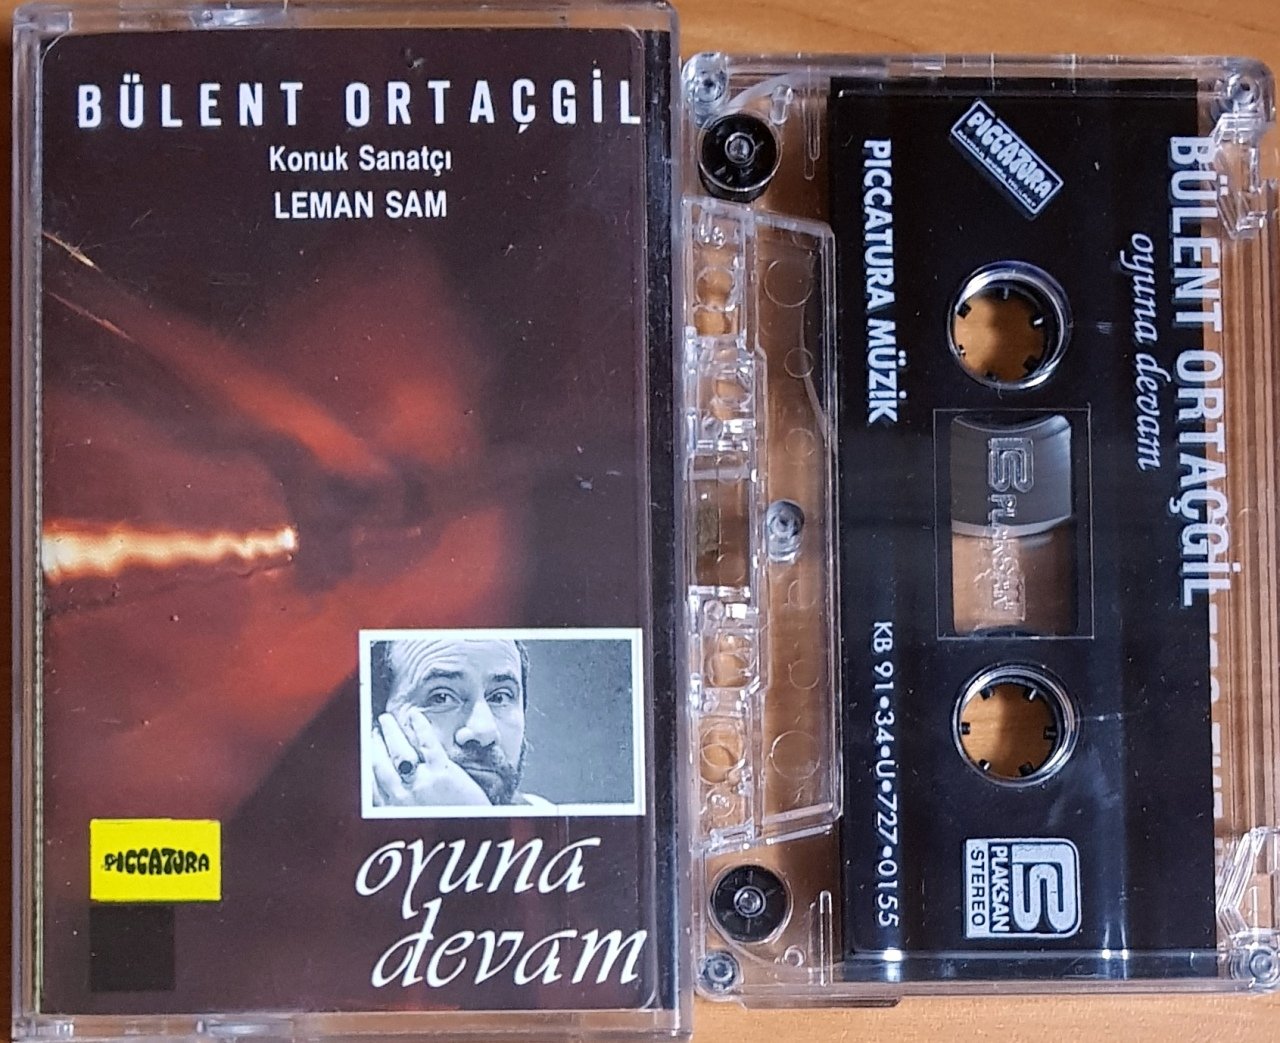 BÜLENT ORTAÇGİL
Konuk Sanatçı
LEMAN SAM
PICCATURA
oyuna
devam
BÜLENT ORTAÇGİL
oyuna devam
PICCATURA
PLAKSAN
PLAKSAN
STEREO
PICCATURA MÜZİK
KB 91•34•U•727•0155